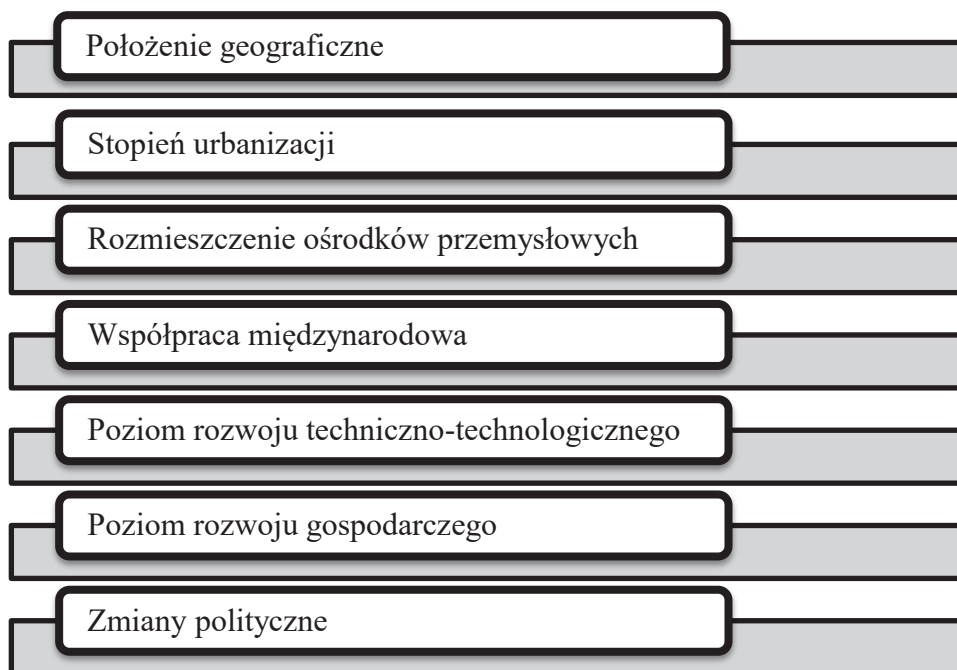 Położenie geograficzne
Stopień urbanizacji
Rozmieszczenie ośrodków przemysłowych
Współpraca międzynarodowa
Poziom rozwoju techniczno-technologicznego
Poziom rozwoju gospodarczego
Zmiany polityczne